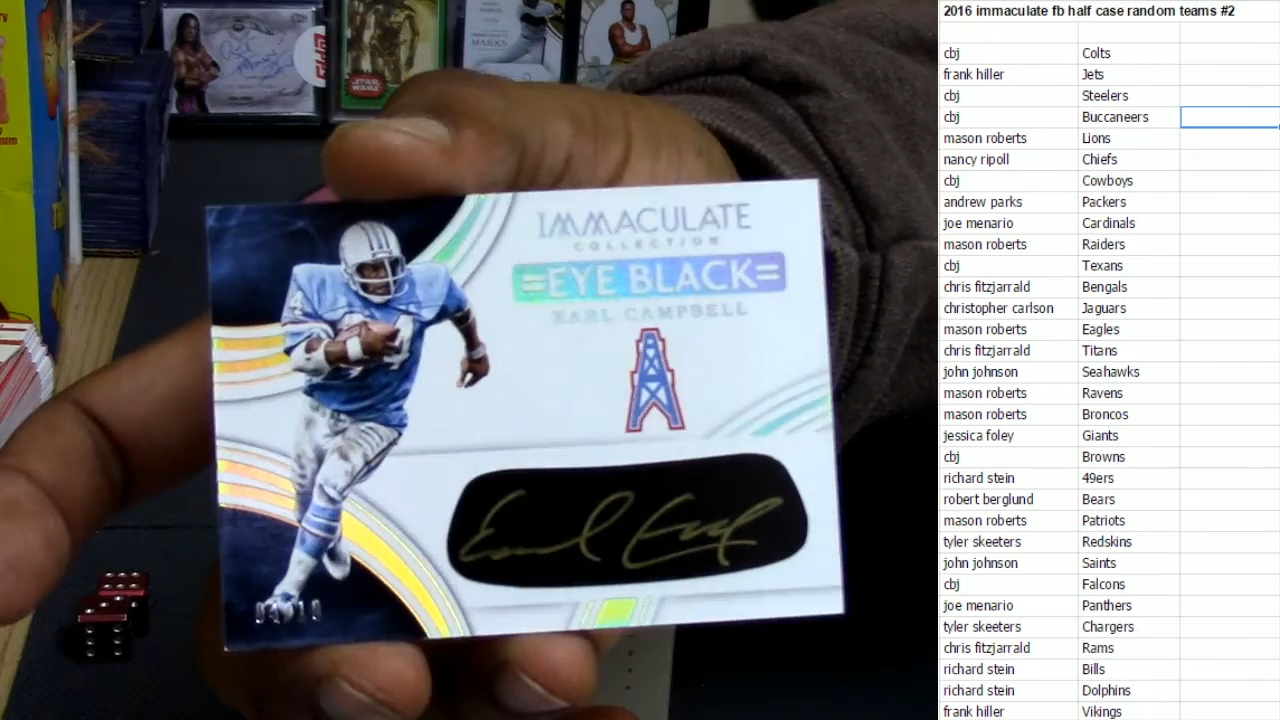 2016 immaculate fb half case random teams #2
cbj Colts
frank hiller Jets
cbj Steelers
cbj Buccaneers
mason roberts Lions
nancy ripoll Chiefs
cbj Cowboys
andrew parks Packers
joe menario Cardinals
mason roberts Raiders
cbj Texans
chris fitzjarrald Bengals
christopher carlson Jaguars
mason roberts Eagles
chris fitzjarrald Titans
john johnson Seahawks
mason roberts Ravens
mason roberts Broncos
jessica foley Giants
cbj Browns
richard stein 49ers
robert berglund Bears
mason roberts Patriots
tyler skeeters Redskins
john johnson Saints
cbj Falcons
joe menario Panthers
tyler skeeters Chargers
chris fitzjarrald Rams
richard stein Bills
richard stein Dolphins
frank hiller Vikings
IMMACULATE
COLLECTION
=EYE BLACK=
EARL CAMPBELL
STAR
WARS
MARKS